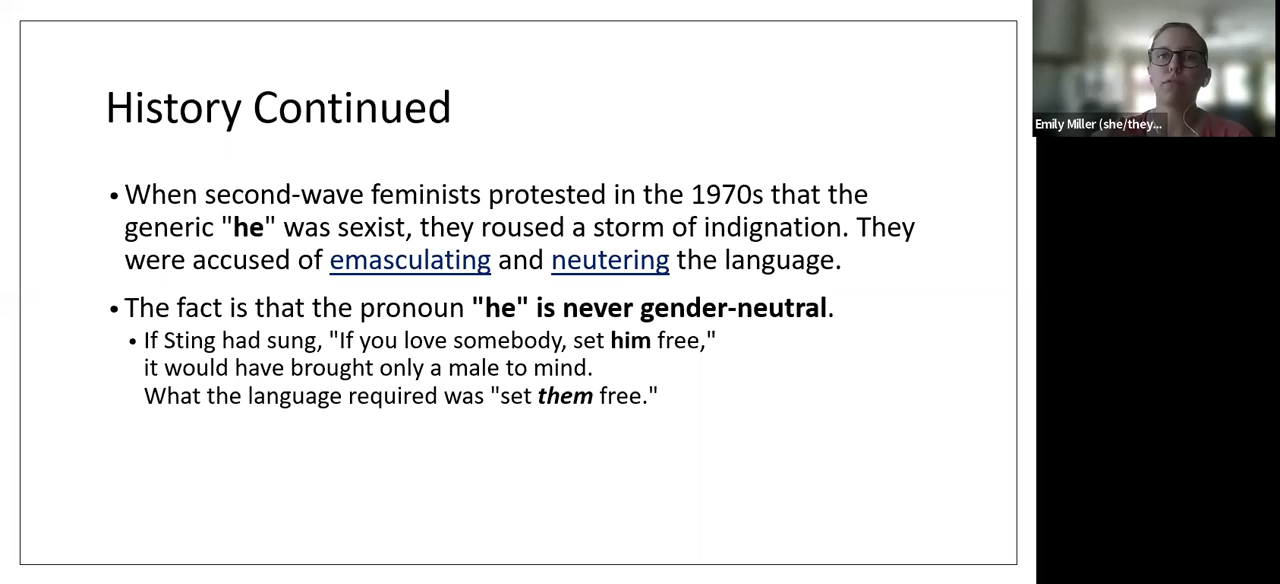 History Continued
• When second-wave feminists protested in the 1970s that the
generic "he" was sexist, they roused a storm of indignation. They
were accused of emasculating and neutering the language.
• The fact is that the pronoun "he" is never gender-neutral.
• If Sting had sung, "If you love somebody, set him free,"
it would have brought only a male to mind.
What the language required was "set them free."
Emily Miller (she/they...